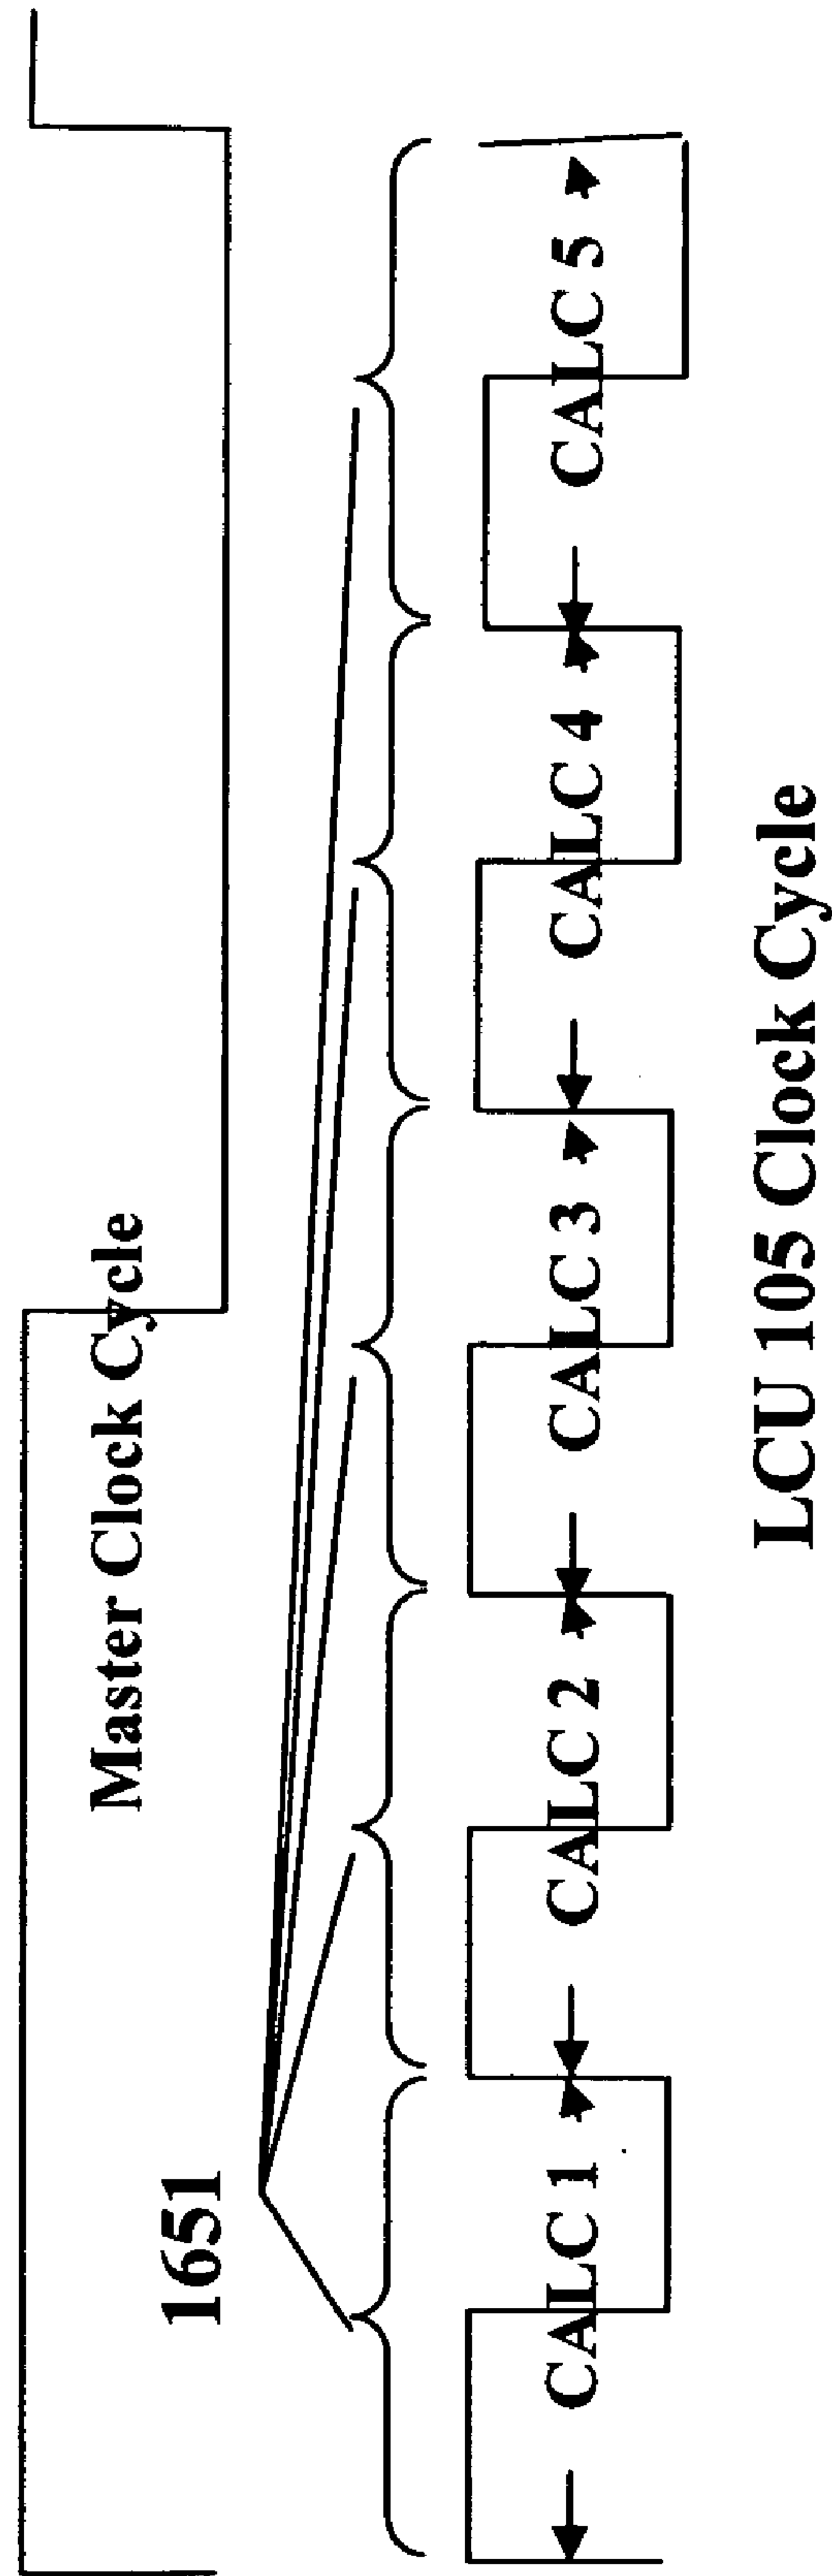 Master Clock Cycle
1651
CALC 1
CALC 2
CALC 3
CALC 4
CALC 5
LCU 105 Clock Cycle